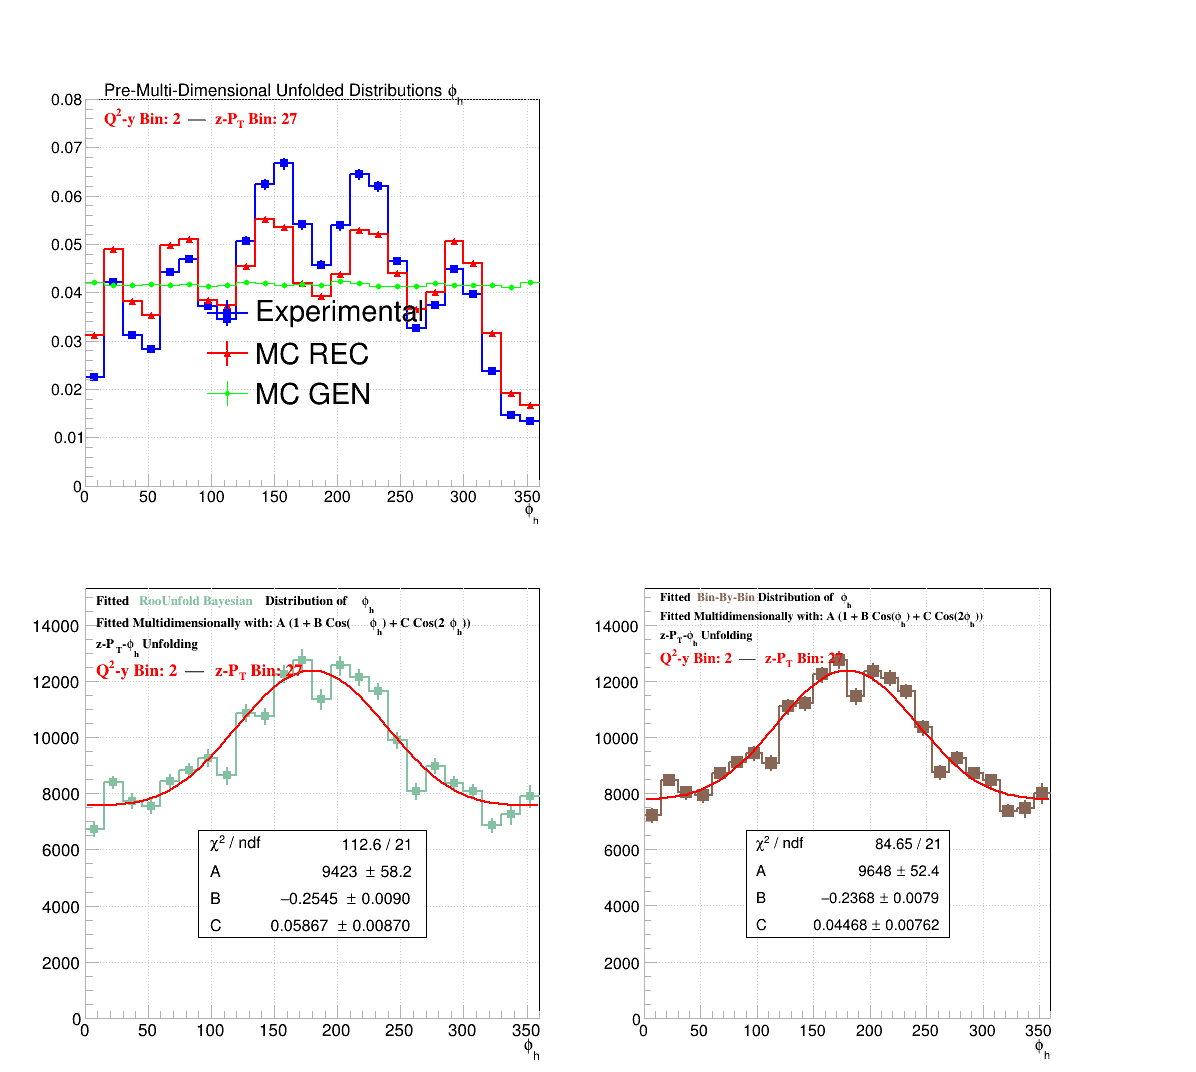 Pre-Multi-Dimensional Unfolded Distributions ϕh
Q²-y Bin: 2 — z-PT Bin: 27
0.08
0.07
0.06
0.05
0.04
0.03
0.02
0.01
0
Experimental
MC REC
MC GEN
0 50 100 150 200 250 300 350
ϕh
Fitted RooUnfold Bayesian Distribution of ϕh
Fitted Multidimensionally with: A (1 + B Cos( ϕh) + C Cos(2 ϕh))
z-PT-ϕh Unfolding
Q²-y Bin: 2 — z-PT Bin: 27
14000
12000
10000
8000
6000
4000
2000
0
χ² / ndf 112.6 / 21
A 9423 ± 58.2
B −0.2545 ± 0.0090
C 0.05867 ± 0.00870
0 50 100 150 200 250 300 350
ϕh
Fitted Bin-By-Bin Distribution of ϕh
Fitted Multidimensionally with: A (1 + B Cos(ϕh) + C Cos(2ϕh))
z-PT-ϕh Unfolding
Q²-y Bin: 2 — z-PT Bin: 27
14000
12000
10000
8000
6000
4000
2000
0
χ² / ndf 84.65 / 21
A 9648 ± 52.4
B −0.2368 ± 0.0079
C 0.04468 ± 0.00762
0 50 100 150 200 250 300 350
ϕh